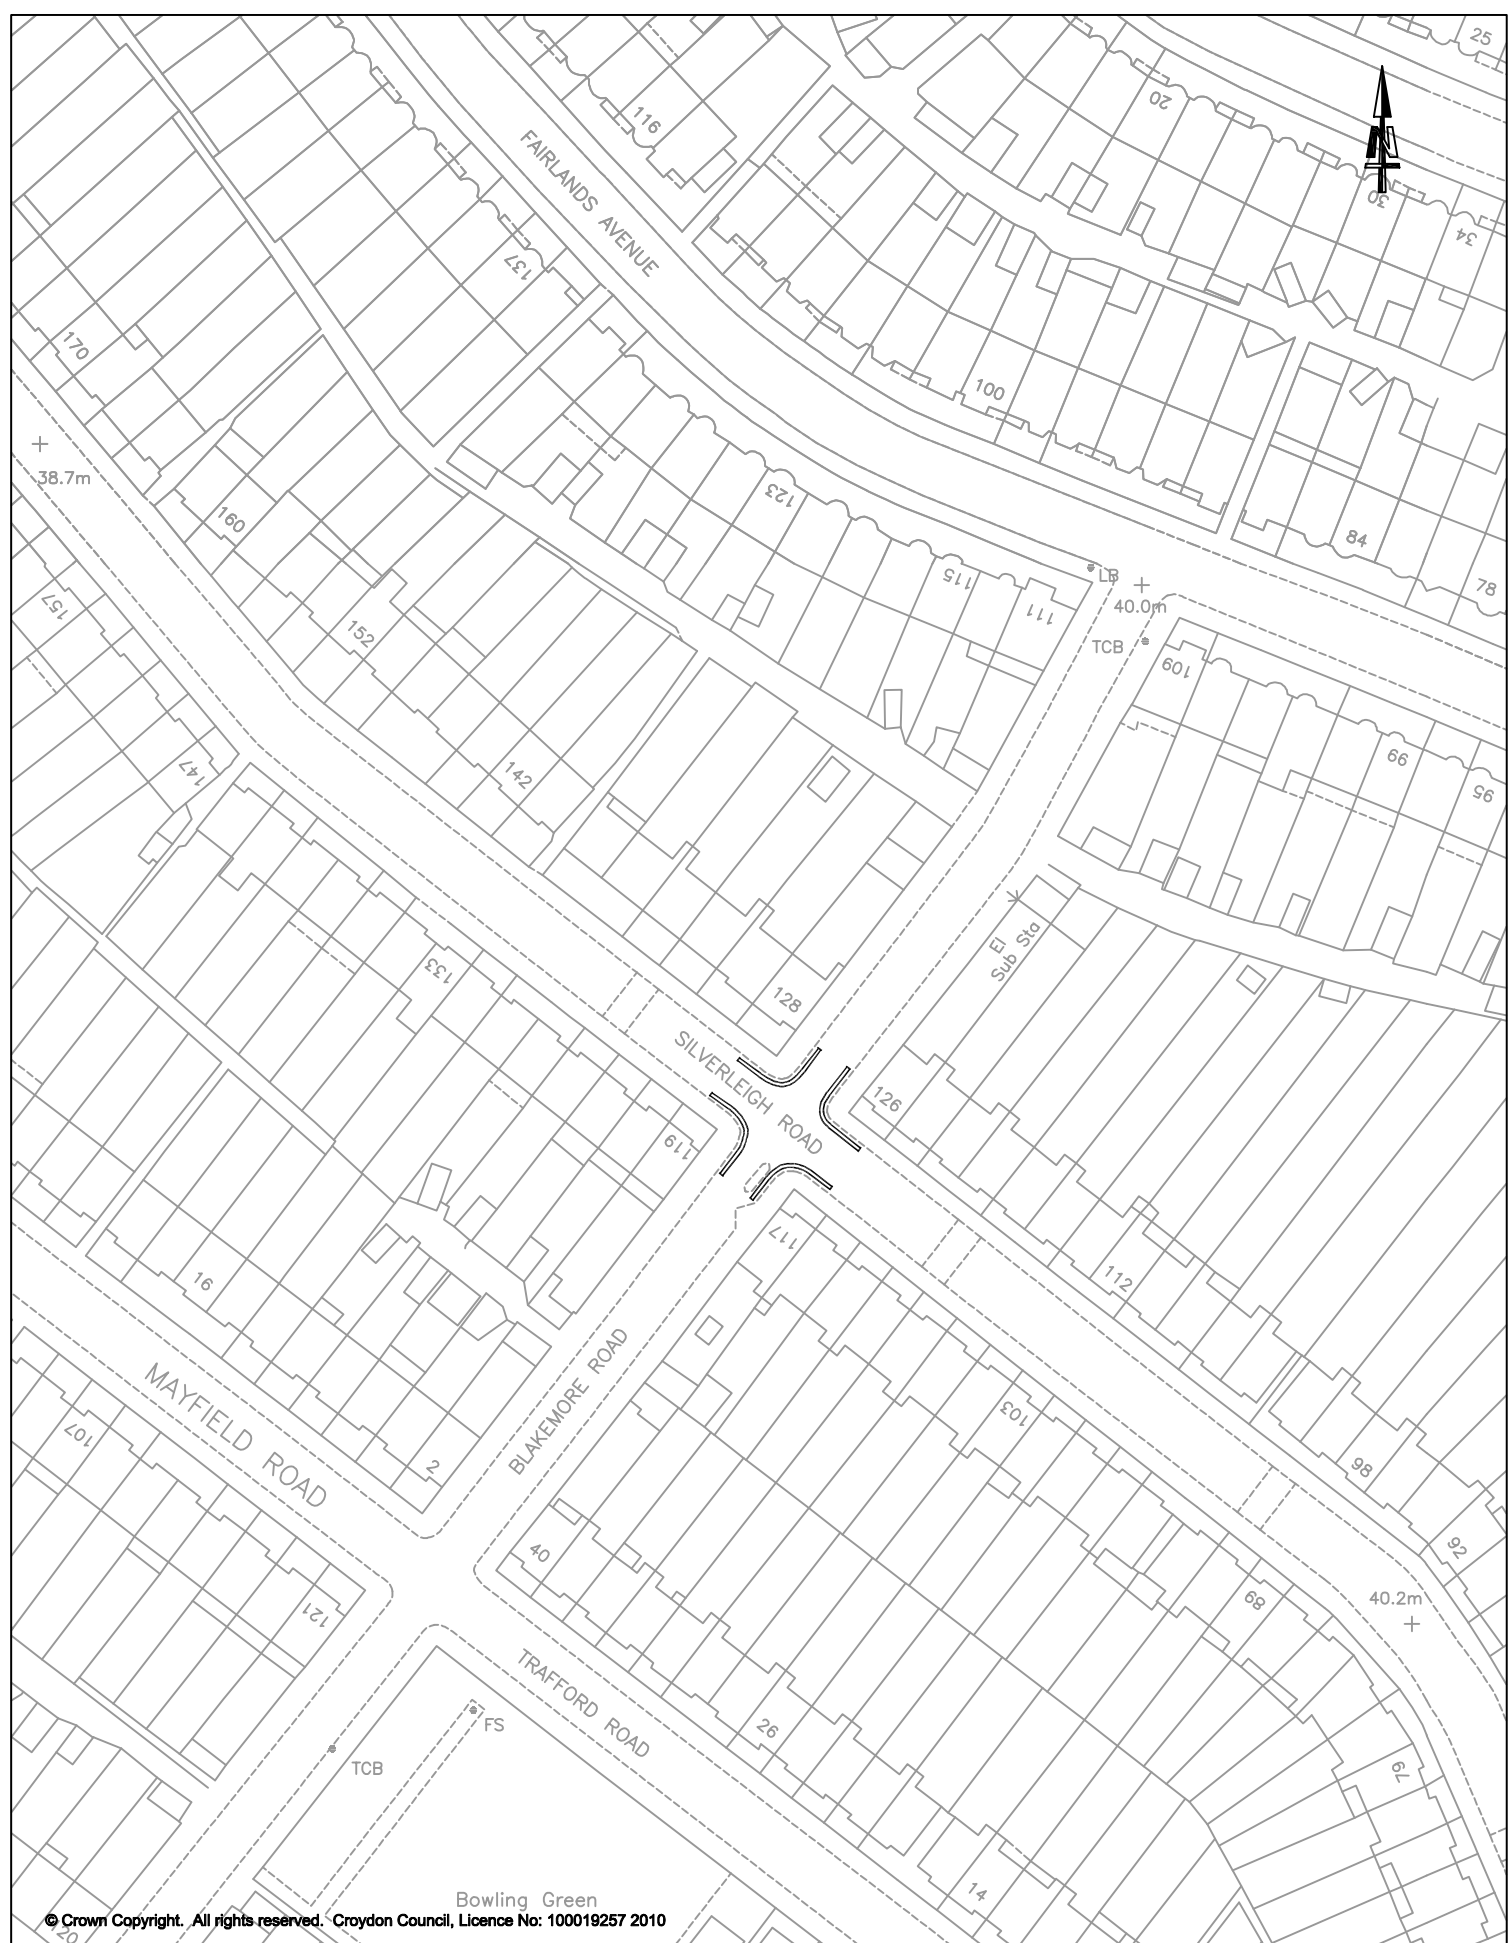 25
20
116
N
30
34
FAIRLANDS AVENUE
137
170
100
38.7m
160
123
84
115
LB
78
157
111
40.0m
152
TCB
109
147
142
99
95
133
El
Sub Sta
128
SILVERLEIGH ROAD
126
119
117
112
16
BLAKEMORE ROAD
MAYFIELD ROAD
103
107
2
98
40
92
89
40.2m
121
TRAFFORD ROAD
FS
26
TCB
79
14
Bowling Green
© Crown Copyright. All rights reserved. Croydon Council, Licence No: 100019257 2010
120